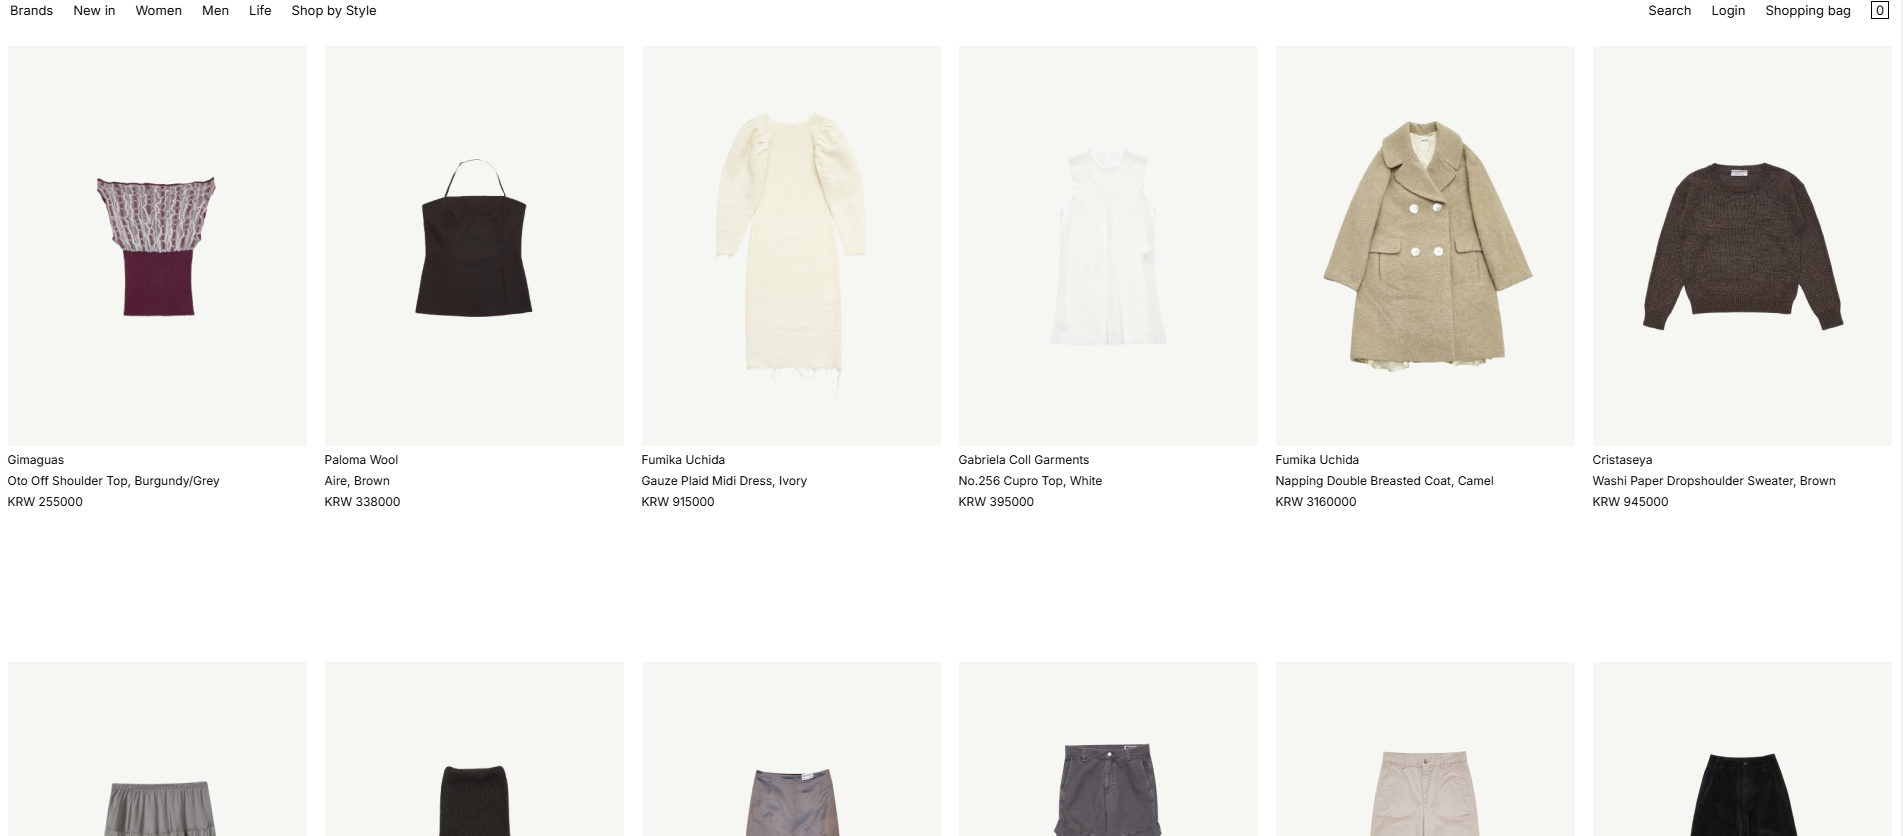 Brands New in Women Men Life Shop by Style Search Login Shopping bag 0
Gimaguas
Oto Off Shoulder Top, Burgundy/Grey
KRW 255000
Paloma Wool
Aire, Brown
KRW 338000
Fumika Uchida
Gauze Plaid Midi Dress, Ivory
KRW 915000
Gabriela Coll Garments
No.256 Cupro Top, White
KRW 395000
Fumika Uchida
Napping Double Breasted Coat, Camel
KRW 3160000
Cristaseya
Washi Paper Dropshoulder Sweater, Brown
KRW 945000